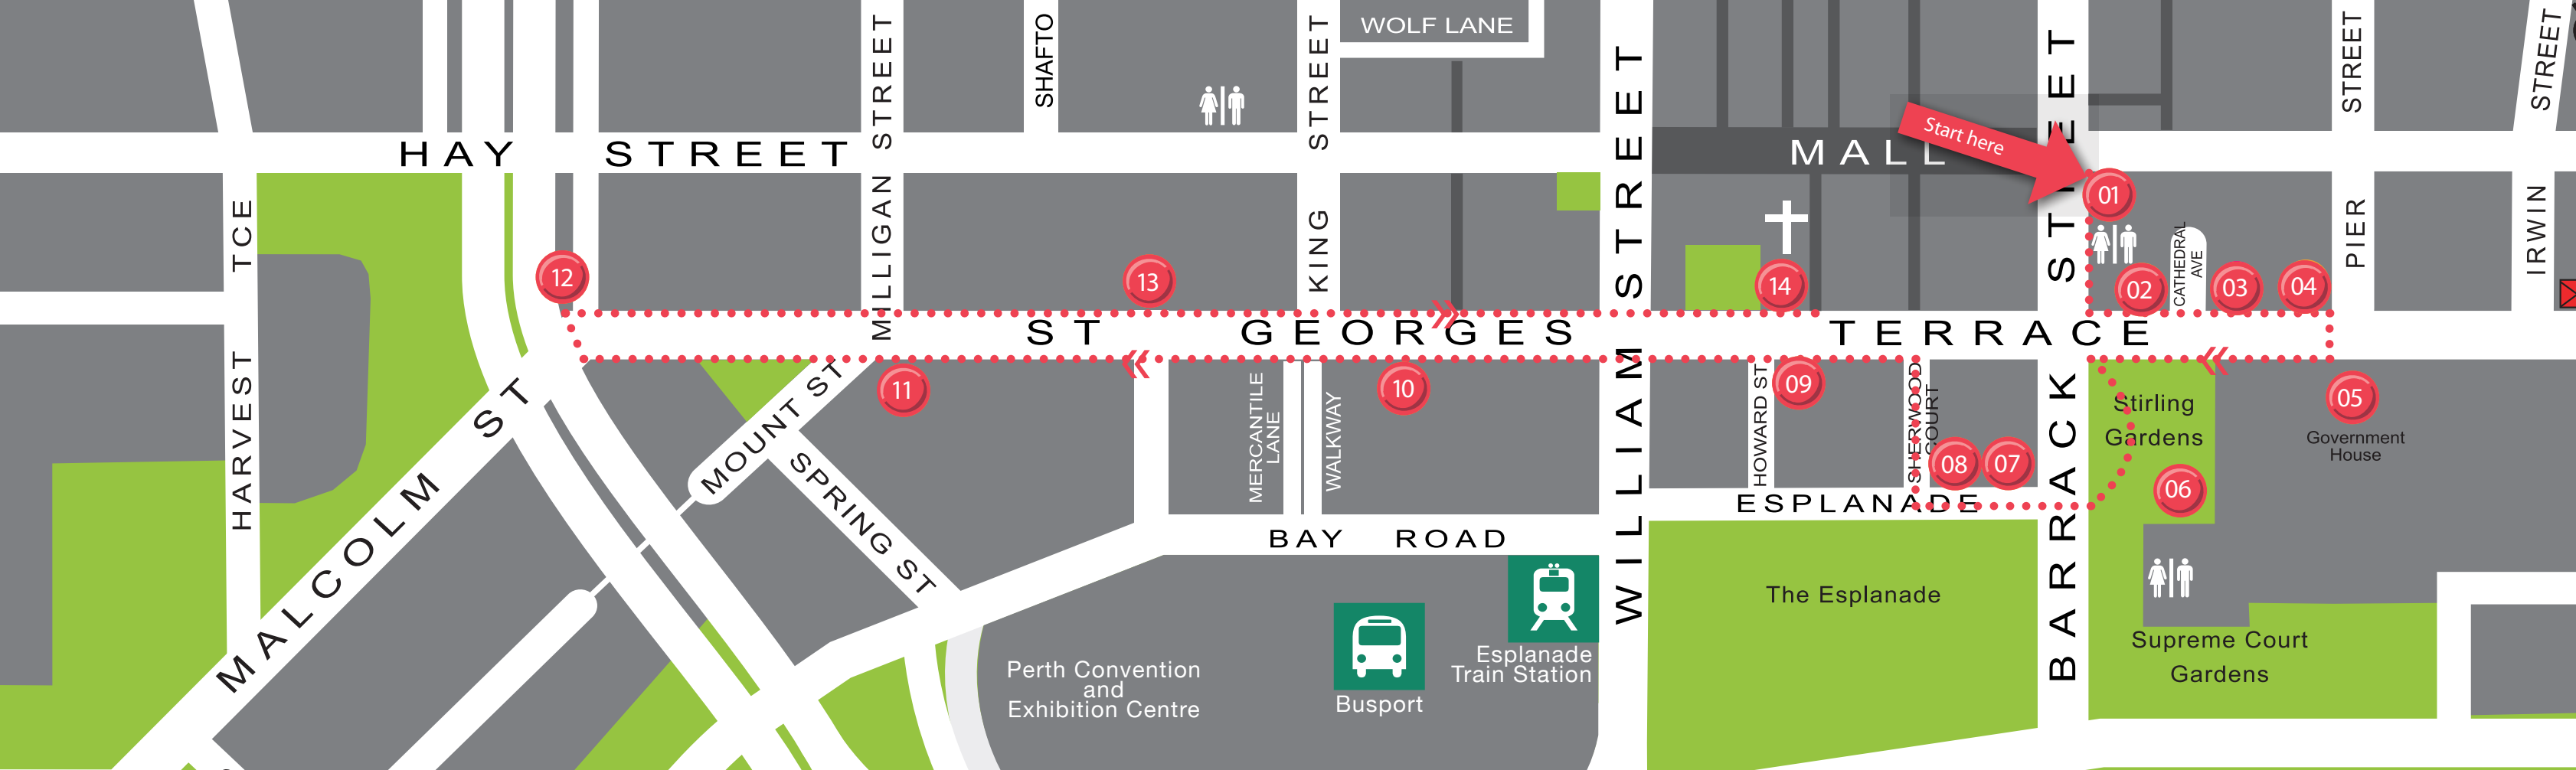 WOLF LANE
SHAFTO
STREET
STREET
STREET
STREET
STREET
STREET
HAY STREET
MALL
Start here
01
TCE
MILLIGAN
KING
STREET
ST
CATHEDRAL
AVE
PIER
IRWIN
12
13
14
02
03
04
ST GEORGES TERRACE
HARVEST
MALCOLM ST
MOUNT ST
SPRING ST
11
MERCANTILE
LANE
WALKWAY
10
WILLIAM
HOWARD ST
09
SHERWOOD
COURT
08
07
BARRACK
Stirling
Gardens
05
Government
House
06
ESPLANADE
BAY ROAD
The Esplanade
Perth Convention
and
Exhibition Centre
Busport
Esplanade
Train Station
Supreme Court
Gardens